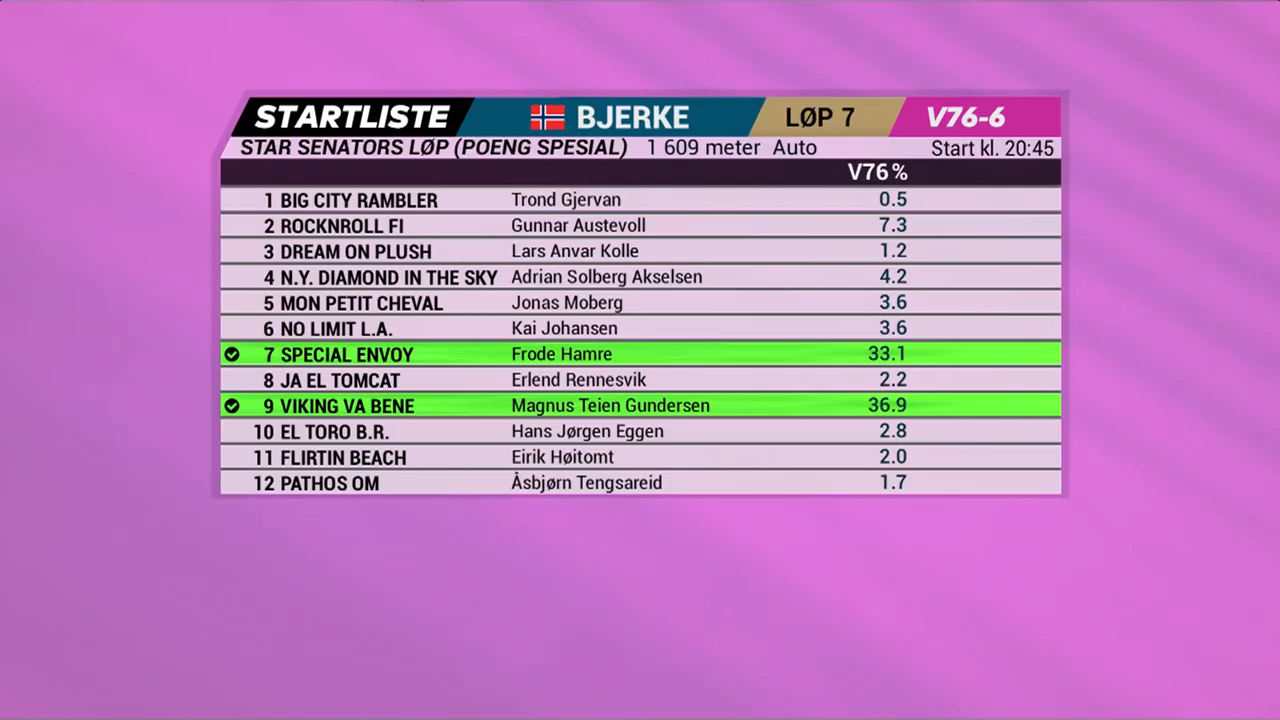 STARTLISTE BJERKE LØP 7 V76-6
STAR SENATORS LØP (POENG SPESIAL) 1 609 meter Auto Start kl. 20:45
V76%
1 BIG CITY RAMBLER Trond Gjervan 0.5
2 ROCKNROLL FI Gunnar Austevoll 7.3
3 DREAM ON PLUSH Lars Anvar Kolle 1.2
4 N.Y. DIAMOND IN THE SKY Adrian Solberg Akselsen 4.2
5 MON PETIT CHEVAL Jonas Moberg 3.6
6 NO LIMIT L.A. Kai Johansen 3.6
7 SPECIAL ENVOY Frode Hamre 33.1
8 JA EL TOMCAT Erlend Rennesvik 2.2
9 VIKING VA BENE Magnus Teien Gundersen 36.9
10 EL TORO B.R. Hans Jørgen Eggen 2.8
11 FLIRTIN BEACH Eirik Høitomt 2.0
12 PATHOS OM Åsbjørn Tengsareid 1.7